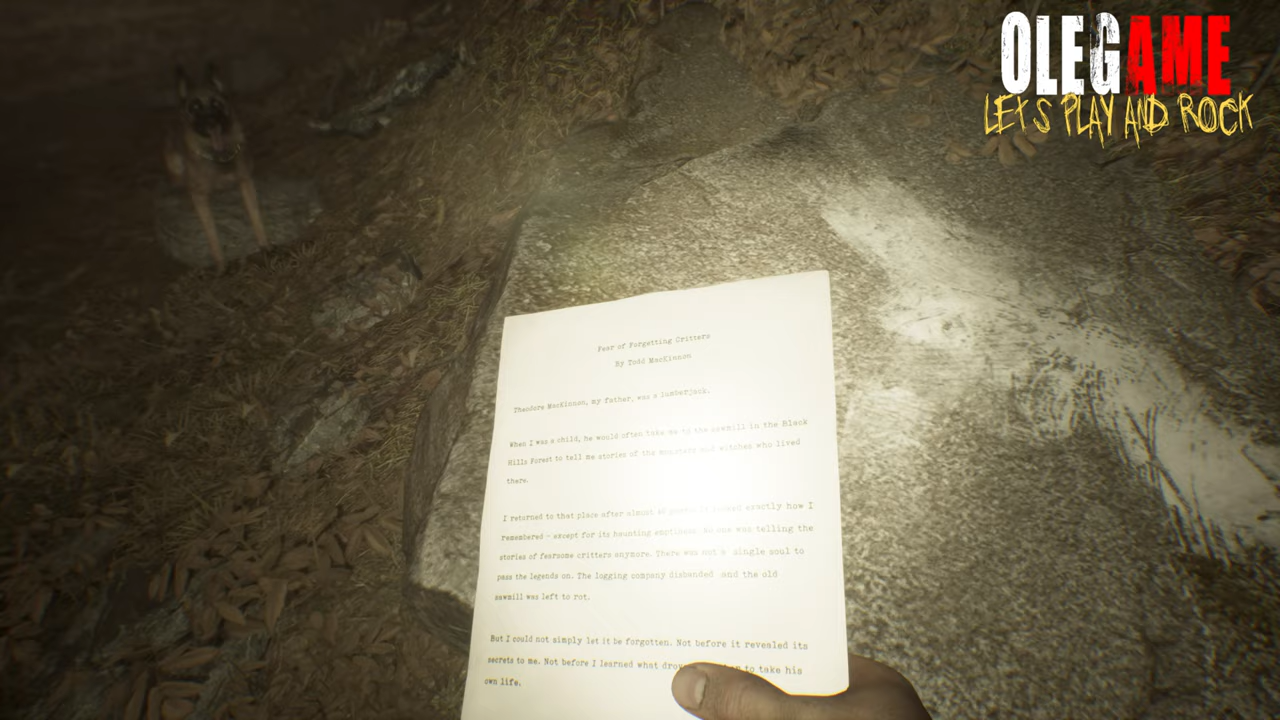 OLEGAME
LET'S PLAY AND ROCK
Fear of Forgetting Critters
By Todd MacKinnon
Theodore MacKinnon, my father, was a lumberjack.
When I was a child, he would often take me to the sawmill in the Black
Hills Forest to tell me stories of the monsters and witches who lived
there.
I returned to that place after almost 40 years. It looked exactly how I
remembered - except for its haunting emptiness. No one was telling the
stories of fearsome critters anymore. There was not a single soul to
pass the legends on. The logging company disbanded and the old
sawmill was left to rot.
But I could not simply let it be forgotten. Not before it revealed its
secrets to me. Not before I learned what to take his
own life.